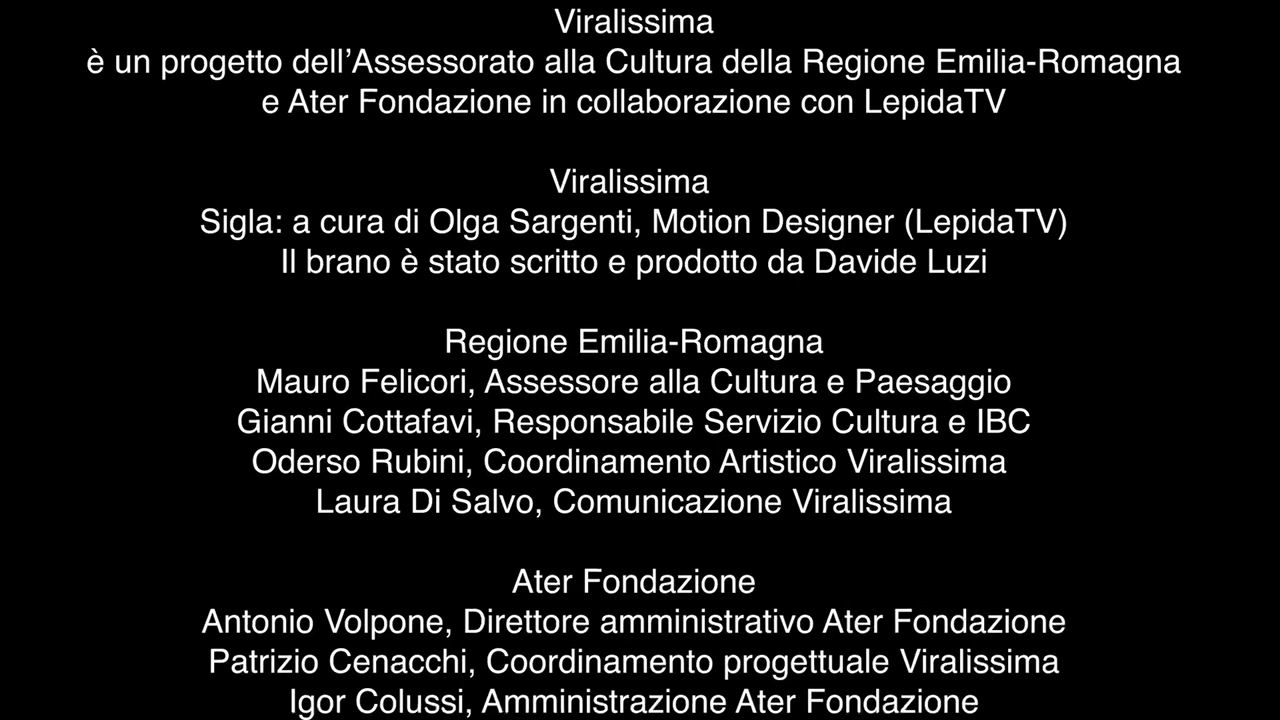 Viralissima
è un progetto dell’Assessorato alla Cultura della Regione Emilia-Romagna
e Ater Fondazione in collaborazione con LepidaTV
Viralissima
Sigla: a cura di Olga Sargenti, Motion Designer (LepidaTV)
Il brano è stato scritto e prodotto da Davide Luzi
Regione Emilia-Romagna
Mauro Felicori, Assessore alla Cultura e Paesaggio
Gianni Cottafavi, Responsabile Servizio Cultura e IBC
Oderso Rubini, Coordinamento Artistico Viralissima
Laura Di Salvo, Comunicazione Viralissima
Ater Fondazione
Antonio Volpone, Direttore amministrativo Ater Fondazione
Patrizio Cenacchi, Coordinamento progettuale Viralissima
Igor Colussi, Amministrazione Ater Fondazione